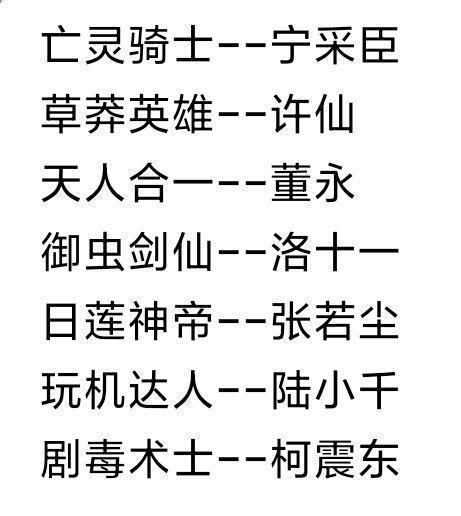 亡灵骑士--宁采臣
草莽英雄--许仙
天人合一--董永
御虫剑仙--洛十一
日莲神帝--张若尘
玩机达人--陆小千
剧毒术士--柯震东